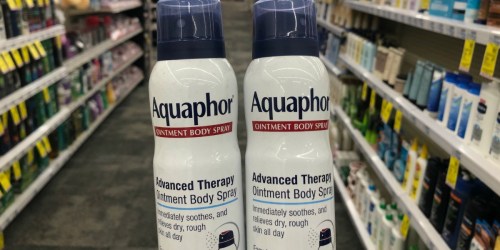 Aquaphor
OINTMENT BODY SPRAY
Advanced Therapy
Ointment Body Spray
Immediately soothes, and
relieves dry, rough
skin all day
Aquaphor
OINTMENT BODY SPRAY
Advanced Therapy
Ointment Body Spray
Immediately soothes, and
relieves dry, rough
skin all day